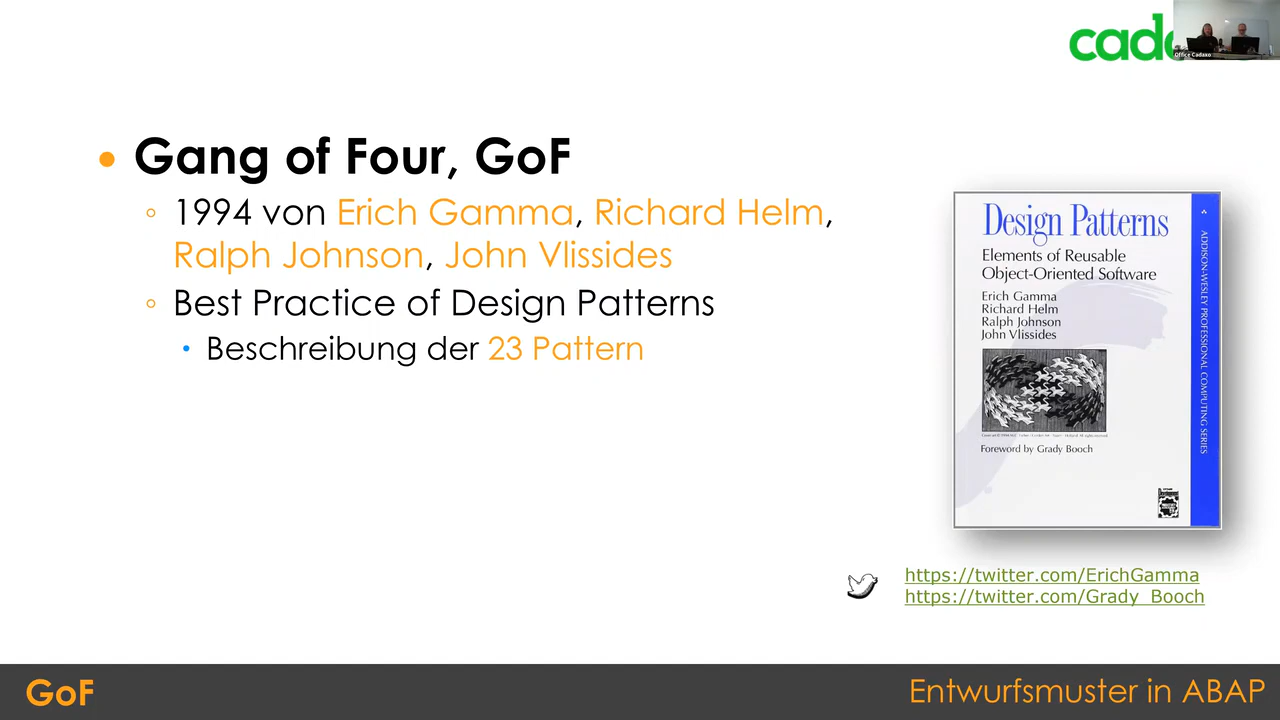 cada
Office Cadaxo
Gang of Four, GoF
1994 von Erich Gamma, Richard Helm,
Ralph Johnson, John Vlissides
Best Practice of Design Patterns
Beschreibung der 23 Pattern
Design Patterns
Elements of Reusable
Object-Oriented Software
Erich Gamma
Richard Helm
Ralph Johnson
John Vlissides
Foreword by Grady Booch
ADDISON-WESLEY PROFESSIONAL COMPUTING SERIES
https://twitter.com/ErichGamma
https://twitter.com/Grady_Booch
GoF
Entwurfsmuster in ABAP